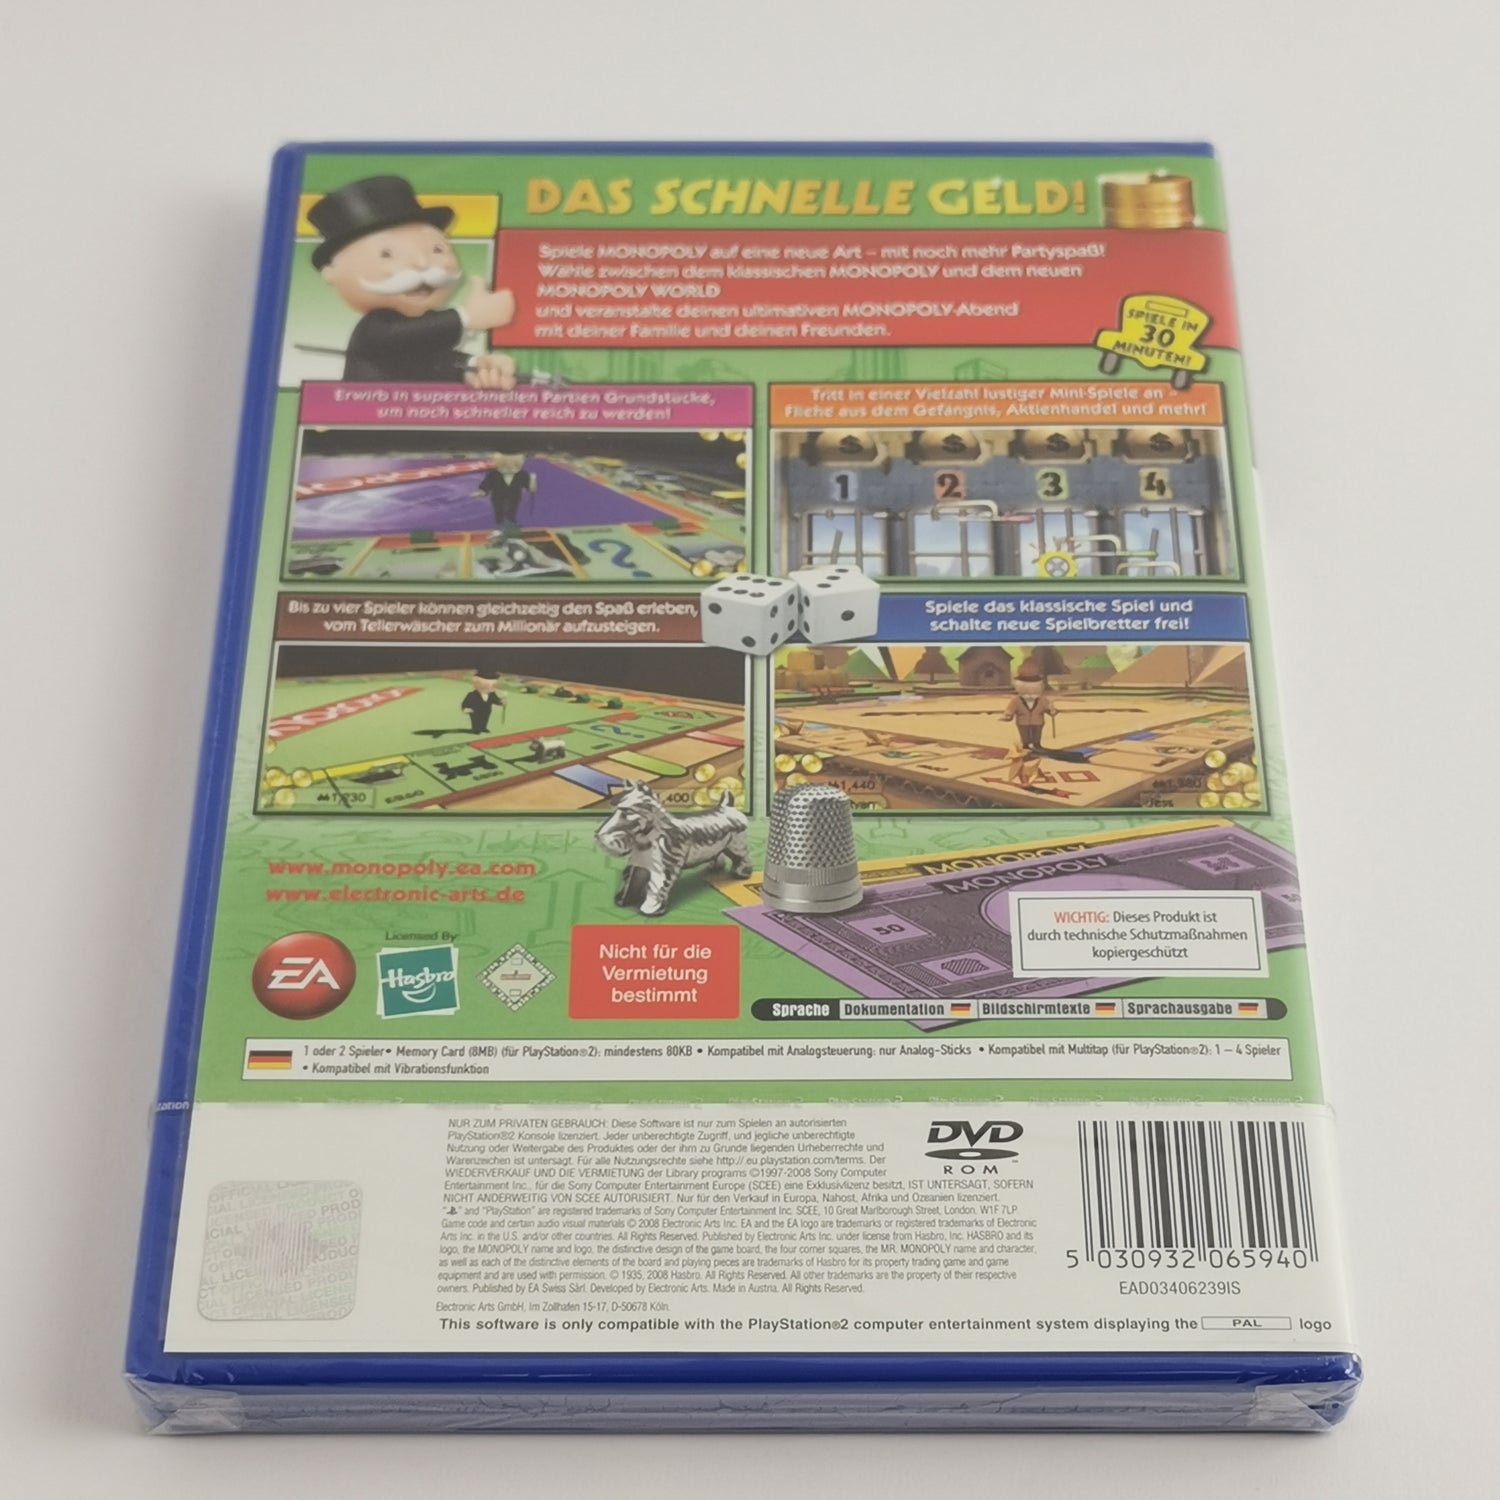 DAS SCHNELLE GELD!
Spiele MONOPOLY auf eine neue Art – mit noch mehr Partyspaß!
Wähle zwischen dem klassischen MONOPOLY und dem neuen
MONOPOLY WORLD
und veranstalte deinen ultimativen MONOPOLY-Abend
mit deiner Familie und deinen Freunden.
SPIELE IN
30
MINUTEN!
Erwirb in superschnellen Partien Grundstücke,
um noch schneller reich zu werden!
Tritt in einer Vielzahl lustiger Mini-Spiele an –
Fliehe aus dem Gefängnis, Aktienhandel und mehr!
1 2 3 4
Bis zu vier Spieler können gleichzeitig den Spaß erleben,
vom Tellerwäscher zum Millionär aufzusteigen.
Spiele das klassische Spiel und
schalte neue Spielbretter frei!
1,230
1,400
1,440
Jess
www.monopoly.ea.com
www.electronic-arts.de
MONOPOLY
MONOPOLY
50
EA
Licensed By:
Hasbro
Nicht für die
Vermietung
bestimmt
WICHTIG: Dieses Produkt ist
durch technische Schutzmaßnahmen
kopiergeschützt
Sprache Dokumentation Bildschirmtexte Sprachausgabe
1 oder 2 Spieler• Memory Card (8MB) (für PlayStation®2): mindestens 80KB • Kompatibel mit Analogsteuerung: nur Analog-Sticks • Kompatibel mit Multitap (für PlayStation®2): 1 – 4 Spieler
• Kompatibel mit Vibrationsfunktion
NUR ZUM PRIVATEN GEBRAUCH: Diese Software ist nur zum Spielen an autorisierten
PlayStation®2 Konsole lizenziert. Jeder unberechtigte Zugriff, und jegliche unberechtigte
Nutzung oder Weitergabe des Produktes oder der ihm zu Grunde liegenden Urheberrechte und
Warenzeichen ist untersagt. Für alle Nutzungsrechte siehe http://eu.playstation.com/terms. Der
WIEDERVERKAUF UND DIE VERMIETUNG der Library programs ©1997-2008 Sony Computer
Entertainment Inc., für die Sony Computer Entertainment Europe (SCEE) eine Exklusivlizenz besitzt, IST UNTERSAGT, SOFERN
NICHT ANDERWEITIG VON SCEE AUTORISIERT. Nur für den Verkauf in Europa, Nahost, Afrika und Ozeanien lizenziert.
" " and "PlayStation" are registered trademarks of Sony Computer Entertainment Inc. SCEE, 10 Great Marlborough Street, London. W1F 7LP.
Game code and certain audio visual materials © 2008 Electronic Arts Inc. EA and the EA logo are trademarks or registered trademarks of Electronic
Arts Inc. in the U.S. and/or other countries. All Rights Reserved. Published by Electronic Arts Inc. under license from Hasbro, Inc. HASBRO and its
logo, the MONOPOLY name and logo, the distinctive design of the game board, the four corner squares, the MR. MONOPOLY name and character,
as well as each of the distinctive elements of the board and playing pieces are trademarks of Hasbro for its property trading game and game
equipment and are used with permission. © 1935, 2008 Hasbro. All Rights Reserved. All other trademarks are the property of their respective
owners. Published by EA Swiss Sàrl. Developed by Electronic Arts. Made in Austria. All Rights Reserved.
Electronic Arts GmbH, Im Zollhafen 15-17, D-50678 Köln.
This software is only compatible with the PlayStation®2 computer entertainment system displaying the PAL logo
DVD
ROM
5 030932 065940
EAD03406239IS